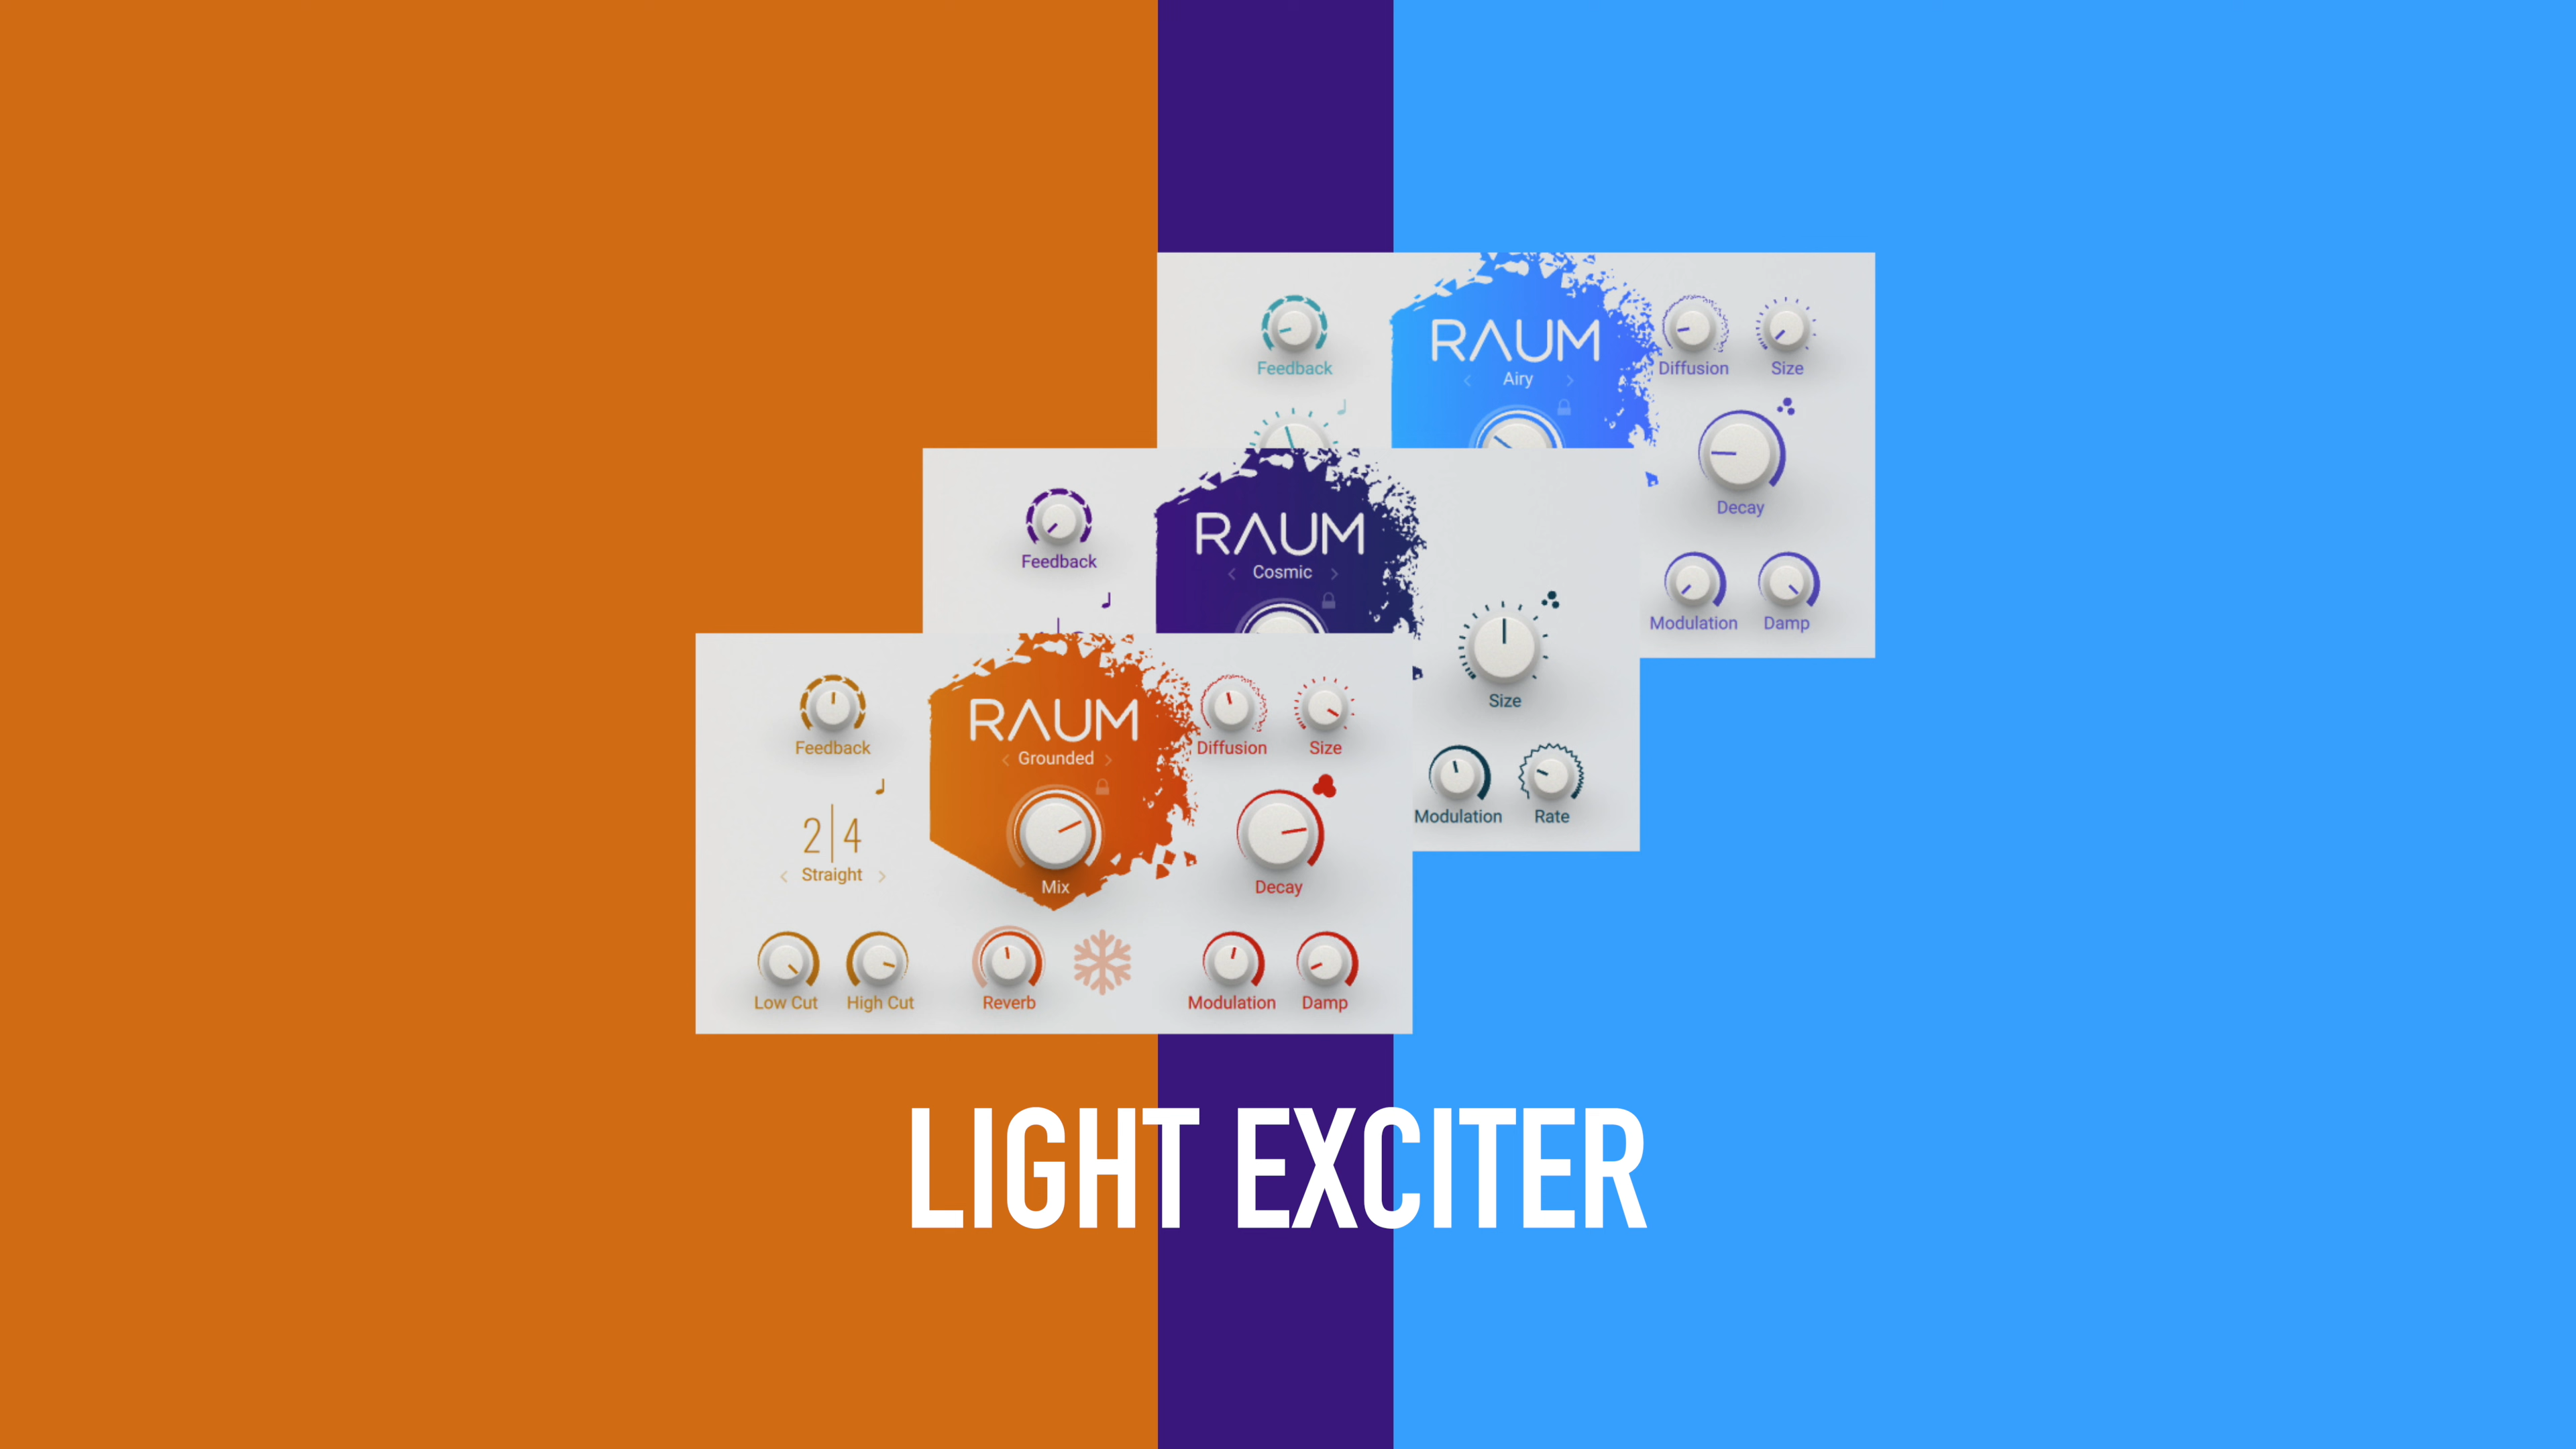 Feedback
RAUM
Airy
Diffusion Size
Decay
Modulation Damp
Feedback
RAUM
Cosmic
Size
Modulation Rate
Feedback
RAUM
Grounded
Diffusion Size
2|4
Straight
Mix
Decay
Low Cut High Cut
Reverb
Modulation Damp
LIGHT EXCITER